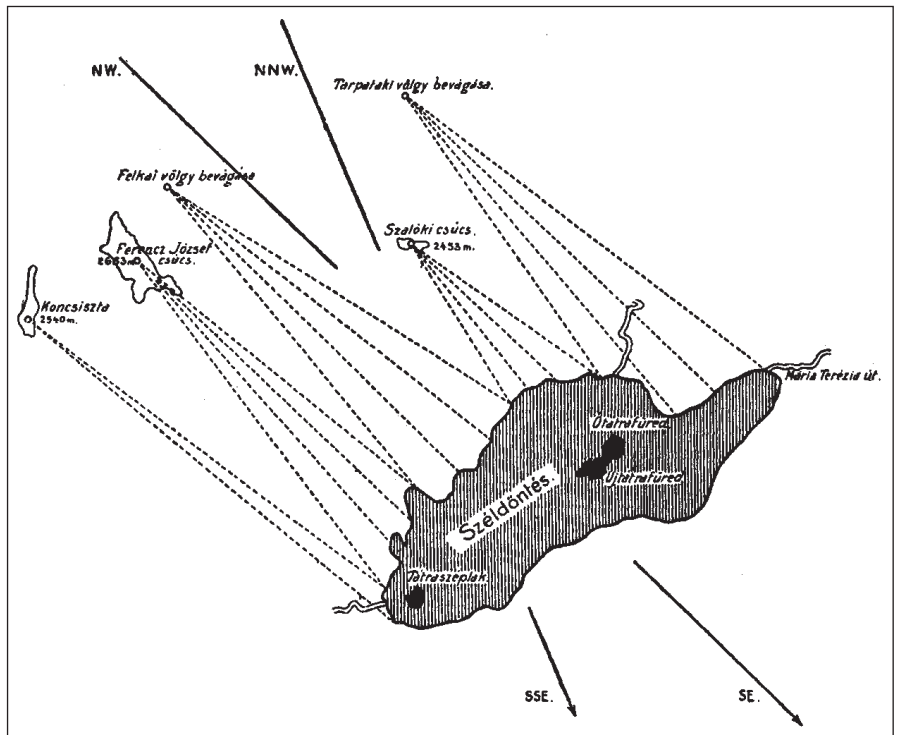 NW.
NNW.
Tarpataki völgy bevágása.
Felkai völgy bevágása
Szalóki csúcs.
2453 m.
Ferencz József
2663 m
csúcs.
Koncsiszta
2540 m.
Mária Terézia út.
Ótátrafüred.
Újtátrafüred
Széldöntés.
Tátraszéplak.
SSE.
SE.